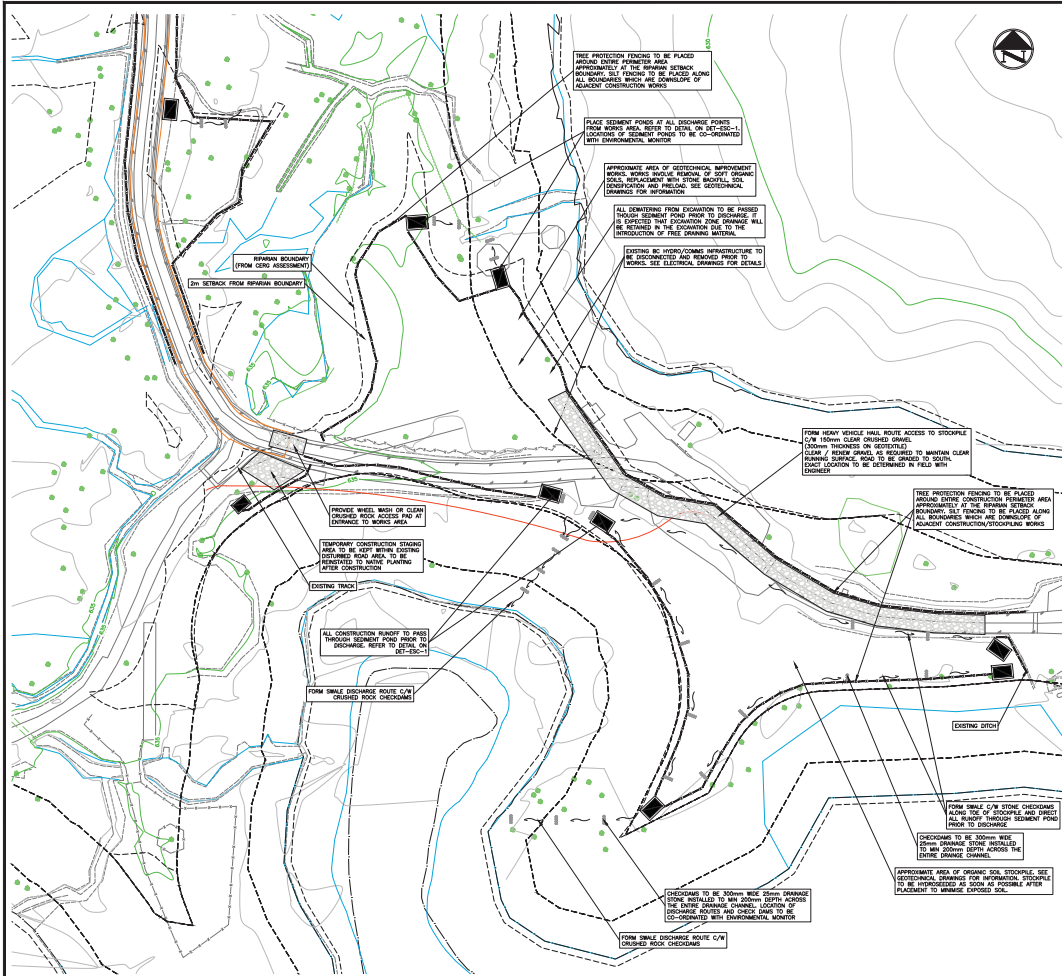 N
630
TREE PROTECTION FENCING TO BE PLACED
AROUND ENTIRE PERIMETER AREA
APPROXIMATELY AT THE RIPARIAN SETBACK
BOUNDARY. SILT FENCING TO BE PLACED ALONG
ALL BOUNDARIES WHICH ARE DOWNSLOPE OF
ADJACENT CONSTRUCTION WORKS
PLACE SEDIMENT PONDS AT ALL DISCHARGE POINTS
FROM WORKS AREA. REFER TO DETAIL ON DET-ESC-1.
LOCATIONS OF SEDIMENT PONDS TO BE CO-ORDINATED
WITH ENVIRONMENTAL MONITOR
APPROXIMATE AREA OF GEOTECHNICAL IMPROVEMENT
WORKS. WORKS INVOLVE REMOVAL OF SOFT ORGANIC
SOILS, REPLACEMENT WITH STONE BACKFILL, SOIL
DENSIFICATION AND PRELOAD. SEE GEOTECHNICAL
DRAWINGS FOR INFORMATION
ALL DEWATERING FROM EXCAVATION TO BE PASSED
THOUGH SEDIMENT POND PRIOR TO DISCHARGE. IT
IS EXPECTED THAT EXCAVATION ZONE DRAINAGE WILL
BE RETAINED IN THE EXCAVATION DUE TO THE
INTRODUCTION OF FREE DRAINING MATERIAL
EXISTING BC HYDRO/COMMS INFRASTRUCTURE TO
BE DISCONNECTED AND REMOVED PRIOR TO
WORKS. SEE ELECTRICAL DRAWINGS FOR DETAILS
RIPARIAN BOUNDARY
(FROM CERG ASSESSMENT)
2m SETBACK FROM RIPARIAN BOUNDARY
635
635
FORM HEAVY VEHICLE HAUL ROUTE ACCESS TO STOCKPILE
C/W 150mm CLEAR CRUSHED GRAVEL
(300mm THICKNESS ON GEOTEXTILE)
CLEAR / RENEW GRAVEL AS REQUIRED TO MAINTAIN CLEAR
RUNNING SURFACE. ROAD TO BE GRADED TO SOUTH.
EXACT LOCATION TO BE DETERMINED IN FIELD WITH
ENGINEER
635
TREE PROTECTION FENCING TO BE PLACED
AROUND ENTIRE CONSTRUCTION PERIMETER AREA
APPROXIMATELY AT THE RIPARIAN SETBACK
BOUNDARY. SILT FENCING TO BE PLACED ALONG
ALL BOUNDARIES WHICH ARE DOWNSLOPE OF
ADJACENT CONSTRUCTION/STOCKPILING WORKS
PROVIDE WHEEL WASH OR CLEAN
CRUSHED ROCK ACCESS PAD AT
ENTRANCE TO WORKS AREA
TEMPORARY CONSTRUCTION STAGING
AREA TO BE KEPT WITHIN EXISTING
DISTURBED ROAD AREA. TO BE
REINSTATED TO NATIVE PLANTING
AFTER CONSTRUCTION
EXISTING TRACK
635
635
ALL CONSTRUCTION RUNOFF TO PASS
THROUGH SEDIMENT POND PRIOR TO
DISCHARGE. REFER TO DETAIL ON
DET-ESC-1
FORM SWALE DISCHARGE ROUTE C/W
CRUSHED ROCK CHECKDAMS
EXISTING DITCH
635
FORM SWALE C/W STONE CHECKDAMS
ALONG TOE OF STOCKPILE AND DIRECT
ALL RUNOFF THROUGH SEDIMENT POND
PRIOR TO DISCHARGE
CHECKDAMS TO BE 300mm WIDE
25mm DRAINAGE STONE INSTALLED
TO MIN 200mm DEPTH ACROSS THE
ENTIRE DRAINGE CHANNEL
APPROXIMATE AREA OF ORGANIC SOIL STOCKPILE. SEE
GEOTECHNICAL DRAWINGS FOR INFORMATION. STOCKPILE
TO BE HYDROSEEDED AS SOON AS POSSIBLE AFTER
PLACEMENT TO MINIMISE EXPOSED SOIL.
CHECKDAMS TO BE 300mm WIDE 25mm DRAINAGE
STONE INSTALLED TO MIN 200mm DEPTH ACROSS
THE ENTIRE DRAINAGE CHANNEL. LOCATION OF
DISCHARGE ROUTES AND CHECK DAMS TO BE
CO-ORDINATED WITH ENVIRONMENTAL MONITOR
FORM SWALE DISCHARGE ROUTE C/W
CRUSHED ROCK CHECKDAMS